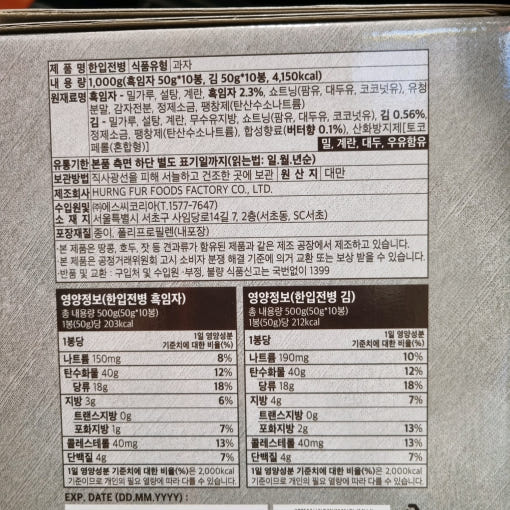 제 품 명 한입전병 식품유형 과자
내 용 량 1,000g(흑임자 50g*10봉, 김 50g*10봉, 4,150kcal)
원재료명 흑임자 - 밀가루, 설탕, 계란, 흑임자 2.3%, 쇼트닝(팜유, 대두유, 코코넛유), 유청
분말, 감자전분, 정제소금, 팽창제(탄산수소나트륨)
김 - 밀가루, 설탕, 계란, 무수유지방, 쇼트닝(팜유, 대두유, 코코넛유), 김 0.56%,
정제소금, 팽창제(탄산수소나트륨), 합성향료(버터향 0.1%), 산화방지제[토코
페롤(혼합형)]
밀, 계란, 대두, 우유함유
유통기한 본품 측면 하단 별도 표기일까지(읽는법: 일.월.년순)
보관방법 직사광선을 피해 서늘하고 건조한 곳에 보관 원 산 지 대만
제조회사 HURNG FUR FOODS FACTORY CO., LTD.
수입원및 ㈜에스씨코리아(T.1577-7647)
소 재 지 서울특별시 서초구 사임당로14길 7, 2층(서초동, SC서초)
포장재질 종이, 폴리프로필렌(내포장)
·본 제품은 땅콩, 호두, 잣 등 견과류가 함유된 제품과 같은 제조 공장에서 제조하고 있습니다.
·본 제품은 공정거래위원회 고시 소비자 분쟁 해결 기준에 의거 교환 또는 보상 받을 수 있습니다.
·반품 및 교환 : 구입처 및 수입원 ·부정, 불량 식품신고는 국번없이 1399
영양정보(한입전병 흑임자)
총 내용량 500g(50g*10봉)
1봉(50g)당 203kcal
1봉당 1일 영양성분
기준치에 대한 비율(%)
나트륨 150mg 8%
탄수화물 40g 12%
당류 18g 18%
지방 3g 6%
트랜스지방 0g
포화지방 1g 7%
콜레스테롤 40mg 13%
단백질 4g 7%
1일 영양성분 기준치에 대한 비율(%)은 2,000kcal
기준이므로 개인의 필요 열량에 따라 다를 수 있습니다.
영양정보(한입전병 김)
총 내용량 500g(50g*10봉)
1봉(50g)당 212kcal
1봉당 1일 영양성분
기준치에 대한 비율(%)
나트륨 190mg 10%
탄수화물 40g 12%
당류 18g 18%
지방 4g 7%
트랜스지방 0g
포화지방 2g 13%
콜레스테롤 40mg 13%
단백질 4g 7%
1일 영양성분 기준치에 대한 비율(%)은 2,000kcal
기준이므로 개인의 필요 열량에 따라 다를 수 있습니다.
EXP. DATE (DD.MM.YYYY) :